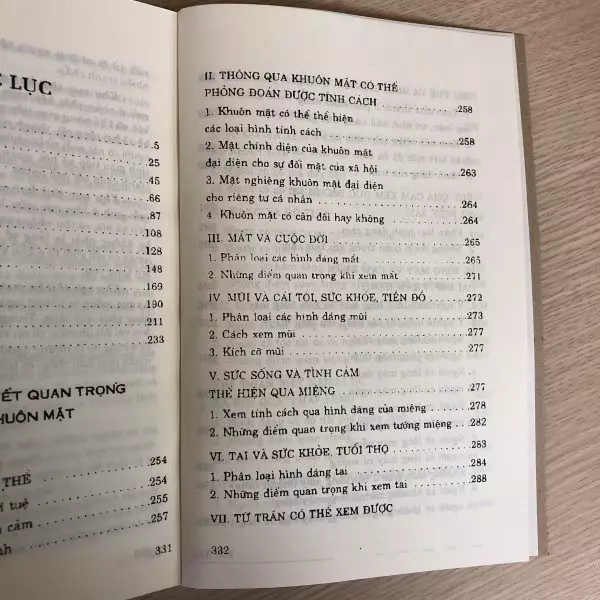 LỤC
5
25
45
66
87
108
128
148
169
190
211
233
ẾT QUAN TRỌNG
HUÔN MẶT
254
THỂ 254
tuệ 255
cảm 257
331
II. THÔNG QUA KHUÔN MẶT CÓ THỂ
PHỎNG ĐOÁN ĐƯỢC TÍNH CÁCH 258
1. Khuôn mặt có thể thể hiện
các loại hình tính cách 258
2. Mặt chính diện của khuôn mặt
đại diện cho sự đối mặt của xã hội 263
3. Mặt nghiêng khuôn mặt đại diện
cho riêng tư cá nhân 264
4. Khuôn mặt có cân đối hay không 264
III. MẮT VÀ CUỘC ĐỜI 265
1. Phân loại các hình dáng mắt 265
2 Những điểm quan trọng khi xem mắt 271
IV MŨI VÀ CÁI TÔI, SỨC KHỎE, TIỀN ĐỒ 272
1. Phân loại các hình dáng mũi 273
2. Cách xem mũi 277
3. Kích cỡ mũi 277
V. SỨC SỐNG VÀ TÌNH CẢM
THỂ HIỆN QUA MIỆNG 277
1. Xem tính cách qua hình dáng của miệng 278
2. Những điểm quan trọng khi xem tướng miệng 282
VI. TAI VÀ SỨC KHỎE, TUỔI THỌ 283
1. Phân loại hình dáng tai 284
2. Những điểm quan trọng khi xem tai 288
VII. TỪ TRÁN CÓ THỂ XEM ĐƯỢC
332